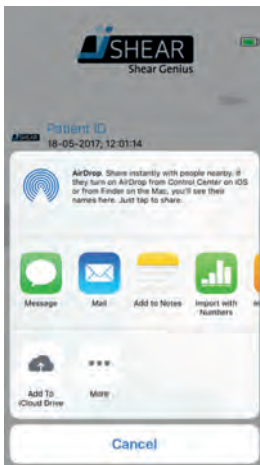 SHEAR
Shear Genius
SHEAR
Patient ID
18-05-2017, 12:01:14
AirDrop. Share instantly with people nearby. If
they turn on AirDrop from Control Center on iOS
or from Finder on the Mac, you'll see their
names here. Just tap to share.
Message
Mail
Add to Notes
Import with
Numbers
Add To
iCloud Drive
More
Cancel